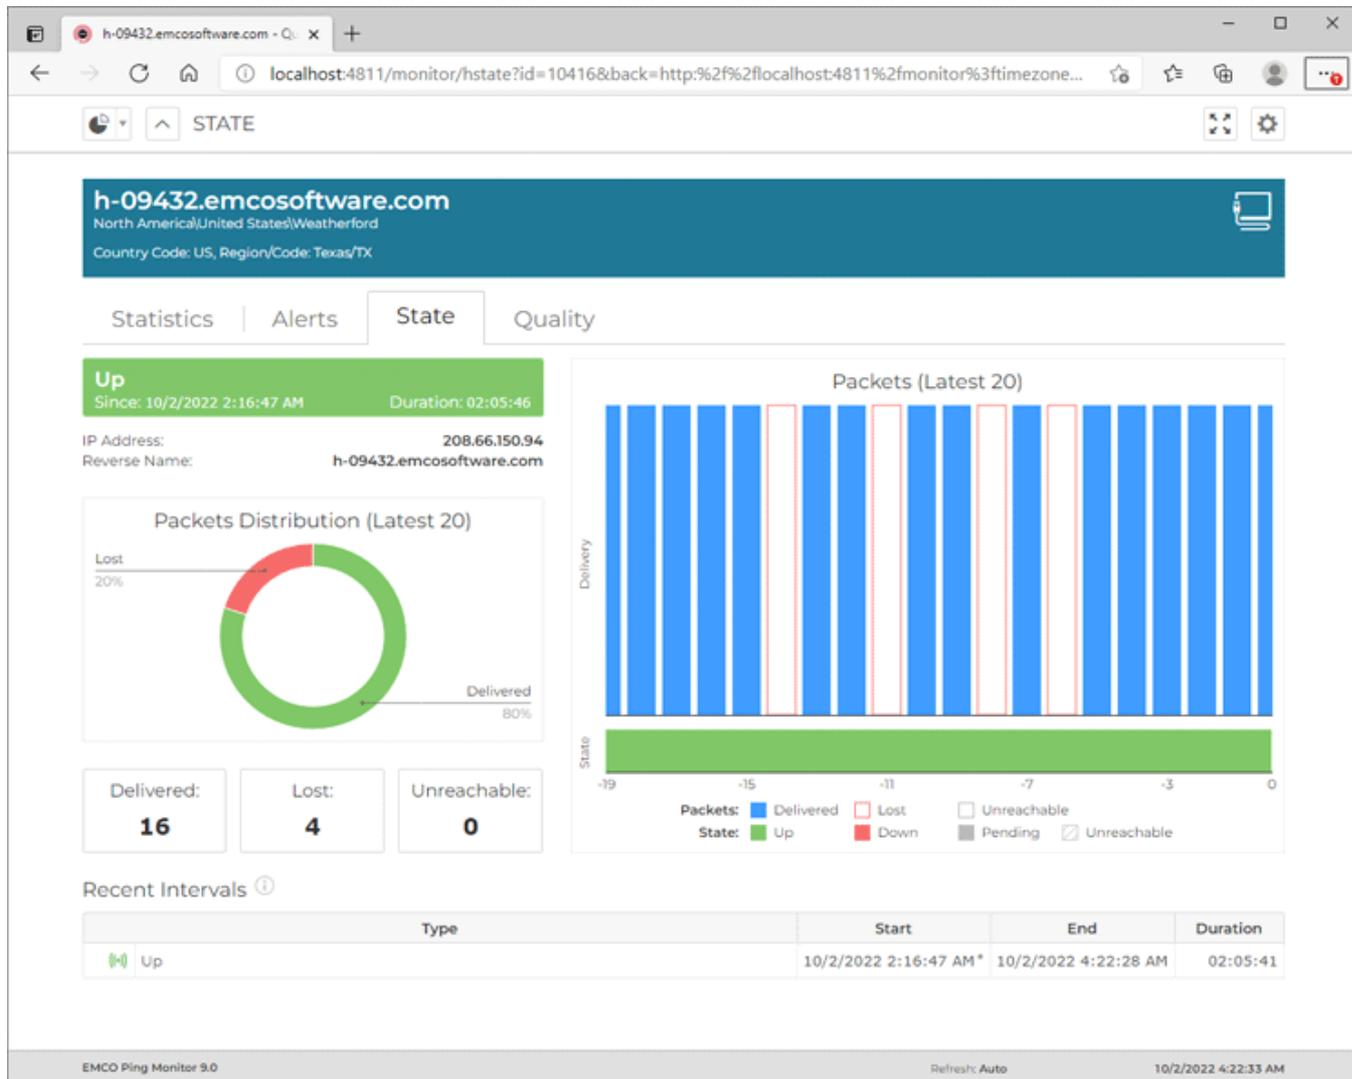 h-09432.emcosoftware.com - Qu
localhost:4811/monitor/hstate?id=10416&back=http:%2f%2flocalhost:4811%2fmonitor%3ftimezone...
STATE
h-09432.emcosoftware.com
North America\United States\Weatherford
Country Code: US, Region/Code: Texas/TX
Statistics Alerts State Quality
Up
Since: 10/2/2022 2:16:47 AM Duration: 02:05:46
IP Address: 208.66.150.94
Reverse Name: h-09432.emcosoftware.com
Packets Distribution (Latest 20)
Lost
20%
Delivered
80%
Delivered: Lost: Unreachable:
16 4 0
Packets (Latest 20)
Delivery
State
-19 -15 -11 -7 -3 0
Packets: Delivered Lost Unreachable
State: Up Down Pending Unreachable
Recent Intervals
Type Start End Duration
Up 10/2/2022 2:16:47 AM* 10/2/2022 4:22:28 AM 02:05:41
EMCO Ping Monitor 9.0 Refresh: Auto 10/2/2022 4:22:33 AM